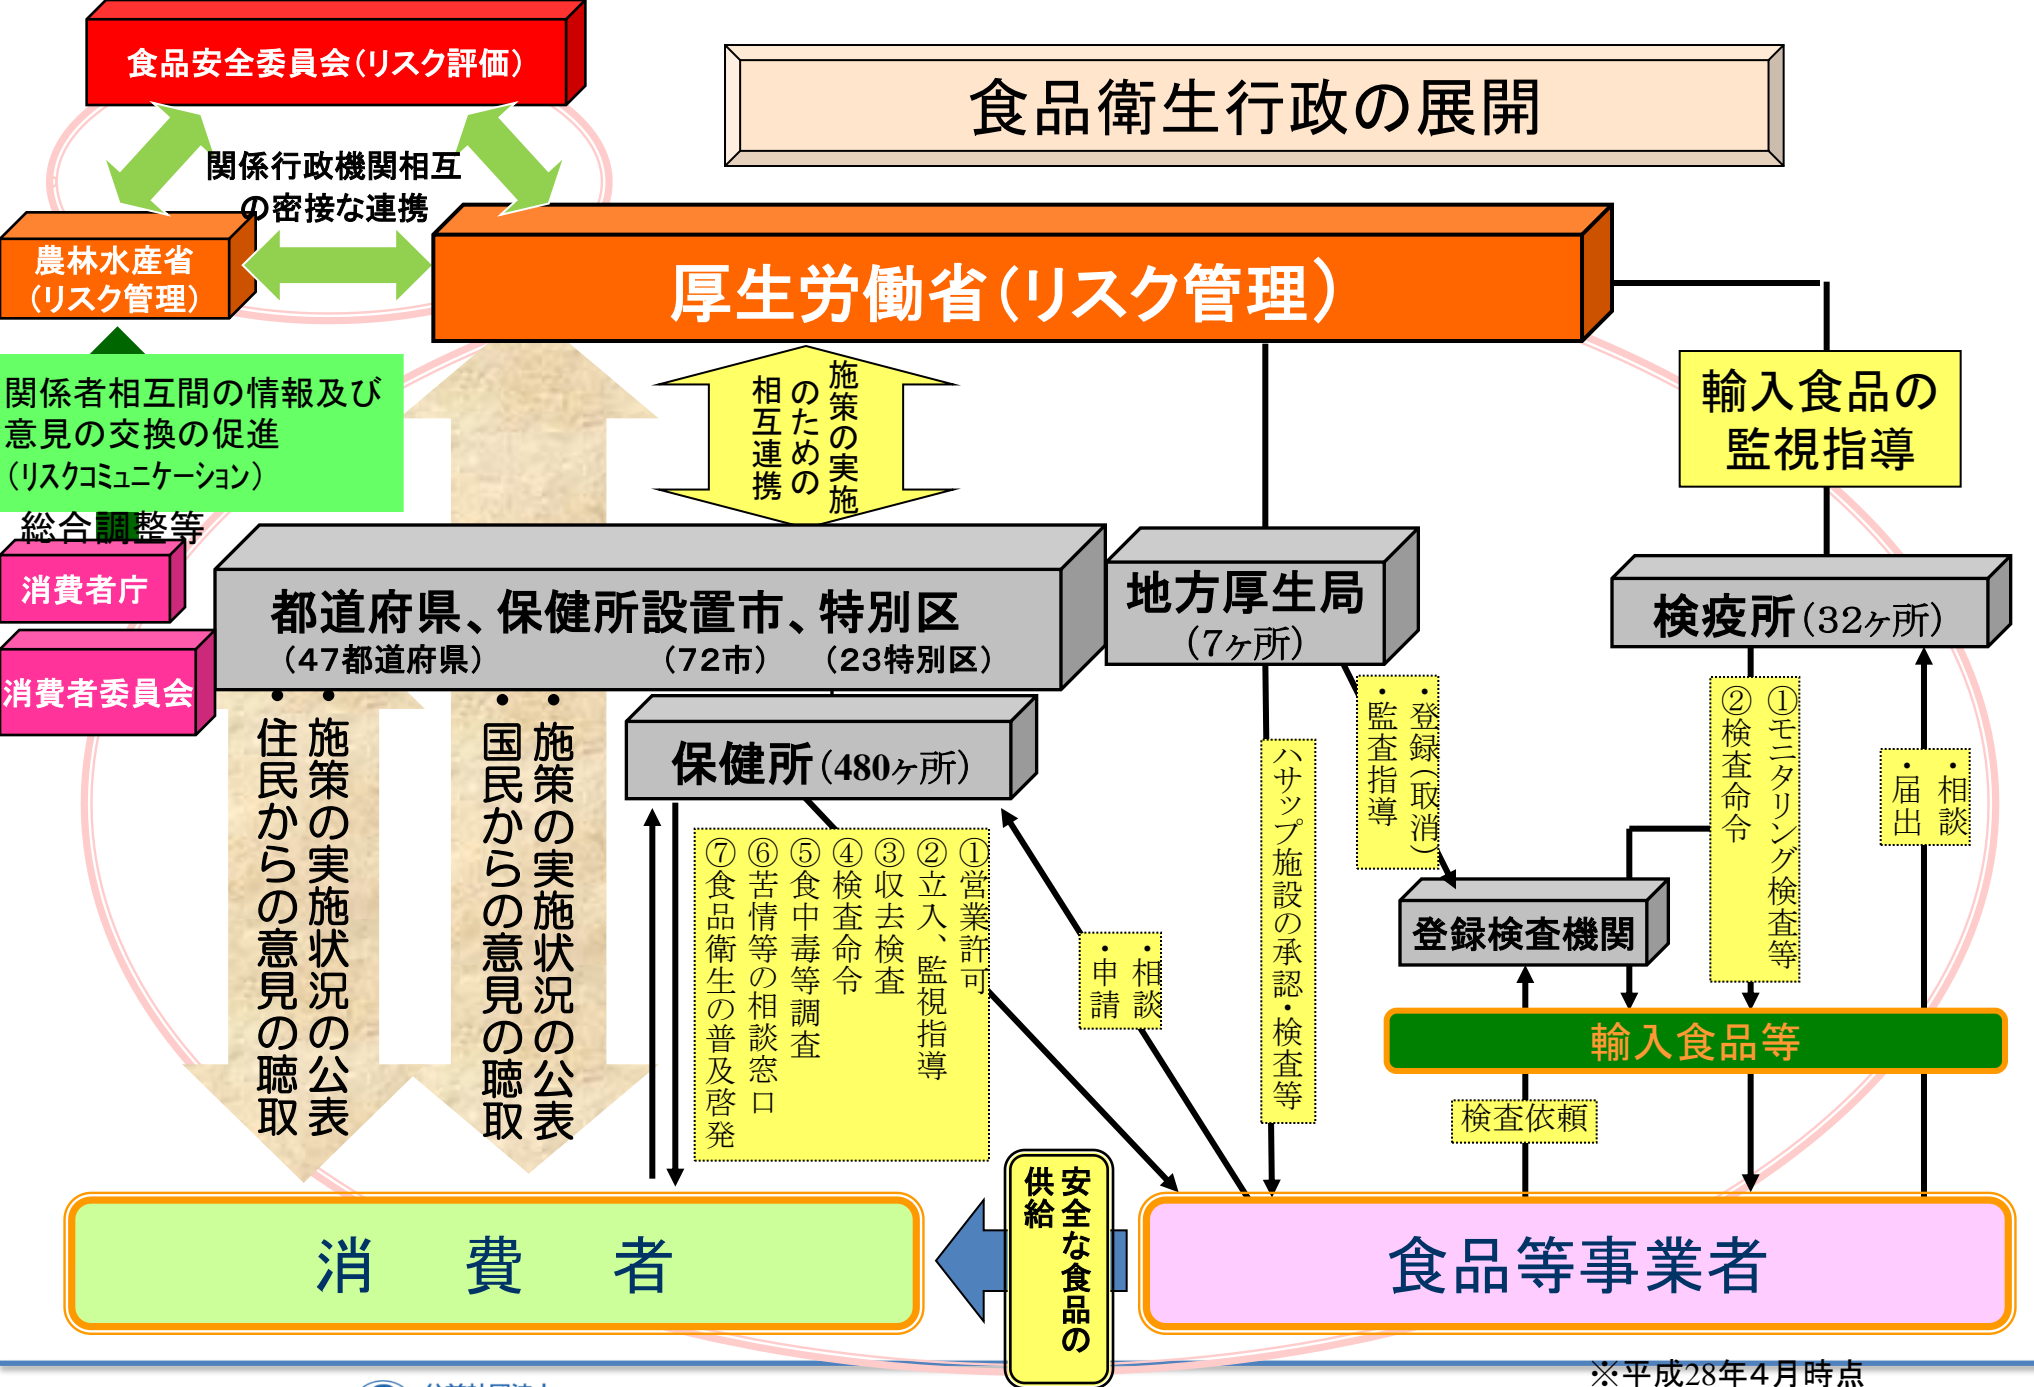 食品安全委員会(リスク評価)
食品衛生行政の展開
関係行政機関相互
の密接な連携
農林水産省
(リスク管理)
厚生労働省(リスク管理)
関係者相互間の情報及び
意見の交換の促進
(リスクコミュニケーション)
総合調整等
施策の実施
のための
相互連携
輸入食品の
監視指導
消費者庁
消費者委員会
都道府県、保健所設置市、特別区
(47都道府県)
(72市)
(23特別区)
地方厚生局
(7ヶ所)
検疫所(32ヶ所)
保健所(480ヶ所)
・施策の実施状況の公表
・住民からの意見の聴取
・施策の実施状況の公表
・国民からの意見の聴取
①営業許可
②立入、監視指導
③収去検査
④検査命令
⑤食中毒等調査
⑥苦情等の相談窓口
⑦食品衛生の普及啓発
・相談
・申請
ハサップ施設の承認・検査等
・登録(取消)
・監査指導
①モニタリング検査等
②検査命令
・相談
・届出
登録検査機関
輸入食品等
検査依頼
安全な食品の
供給
消費者
食品等事業者
※平成28年4月時点